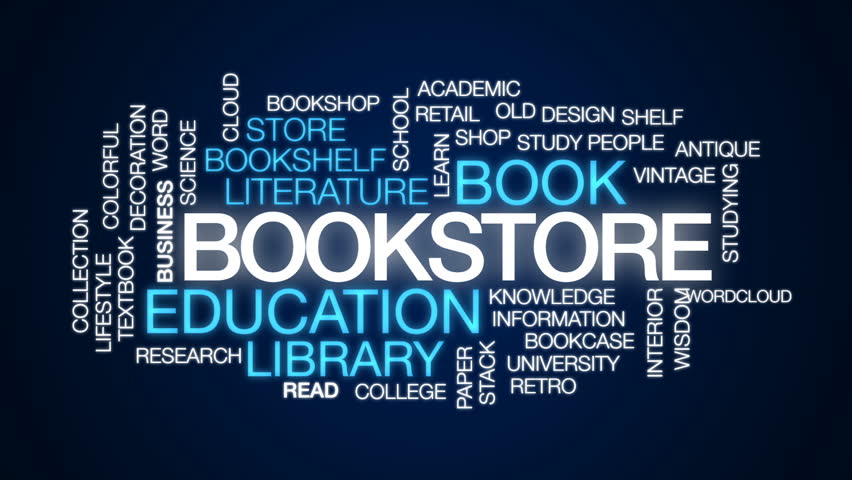 CLOUD
BOOKSHOP
SCHOOL
ACADEMIC
RETAIL
OLD
DESIGN
SHELF
STORE
SHOP
STUDY
PEOPLE
ANTIQUE
COLORFUL
DECORATION
WORD
SCIENCE
BOOKSHELF
LEARN
BOOK
VINTAGE
LITERATURE
STUDYING
COLLECTION
LIFESTYLE
TEXTBOOK
BUSINESS
BOOKSTORE
EDUCATION
KNOWLEDGE
INTERIOR
WISDOM
WORDCLOUD
INFORMATION
RESEARCH
LIBRARY
PAPER
STACK
BOOKCASE
UNIVERSITY
READ
COLLEGE
RETRO